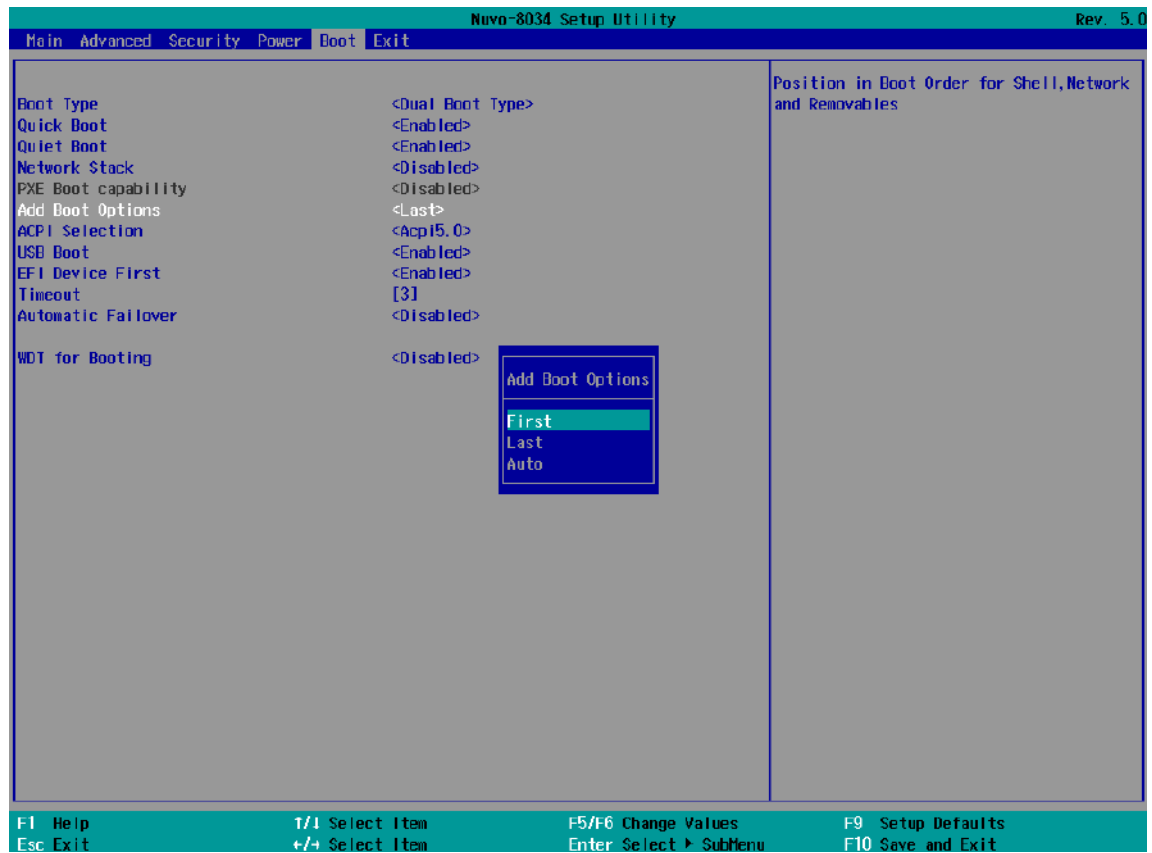 Nuvo-8034 Setup Utility Rev. 5.0
Main Advanced Security Power Boot Exit
Boot Type <Dual Boot Type>
Quick Boot <Enabled>
Quiet Boot <Enabled>
Network Stack <Disabled>
PXE Boot capability <Disabled>
Add Boot Options <Last>
ACPI Selection <Acpi5.0>
USB Boot <Enabled>
EFI Device First <Enabled>
Timeout [3]
Automatic Failover <Disabled>
WDT for Booting <Disabled>
Add Boot Options
First
Last
Auto
Position in Boot Order for Shell,Network
and Removables
F1 Help ↑/↓ Select Item F5/F6 Change Values F9 Setup Defaults
Esc Exit ←/→ Select Item Enter Select ▸ SubMenu F10 Save and Exit